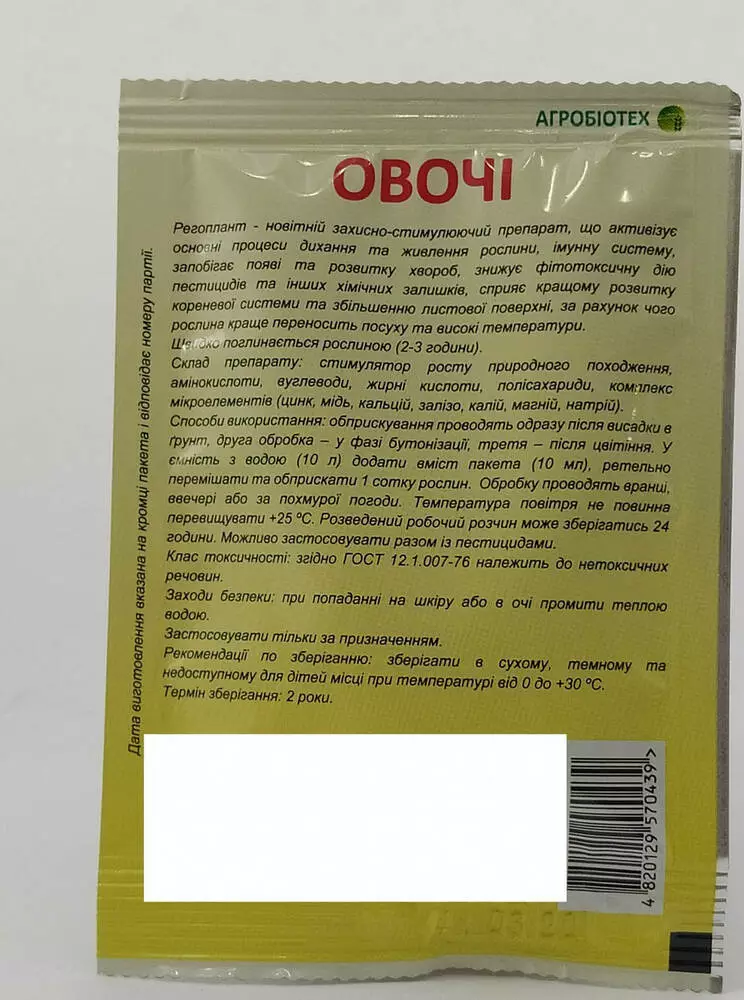 АГРОБІОТЕХ
ОВОЧІ
Регоплант - новітній захисно-стимулюючий препарат, що активізує
основні процеси дихання та живлення рослини, імунну систему,
запобігає появі та розвитку хвороб, знижує фітотоксичну дію
пестицидів та інших хімічних залишків, сприяє кращому розвитку
кореневої системи та збільшенню листової поверхні, за рахунок чого
рослина краще переносить посуху та високі температури.
Швидко поглинається рослиною (2-3 години).
Склад препарату: стимулятор росту природного походження,
амінокислоти, вуглеводи, жирні кислоти, полісахариди, комплекс
мікроелементів (цинк, мідь, кальцій, залізо, калій, магній, натрій).
Способи використання: обприскування проводять одразу після висадки в
ґрунт, друга обробка – у фазі бутонізації, третя – після цвітіння. У
ємність з водою (10 л) додати вміст пакета (10 мл), ретельно
перемішати та обприскати 1 сотку рослин. Обробку проводять вранці,
ввечері або за похмурої погоди. Температура повітря не повинна
перевищувати +25 ºС. Розведений робочий розчин може зберігатись 24
години. Можливо застосовувати разом із пестицидами.
Клас токсичності: згідно ГОСТ 12.1.007-76 належить до нетоксичних
речовин.
Заходи безпеки: при попаданні на шкіру або в очі промити теплою
водою.
Застосовувати тільки за призначенням.
Рекомендації по зберіганню: зберігати в сухому, темному та
недоступному для дітей місці при температурі від 0 до +30 ºС.
Термін зберігання: 2 роки.
Дата виготовлення вказана на кромці пакета і відповідає номеру партії.
4 820129 570439 >